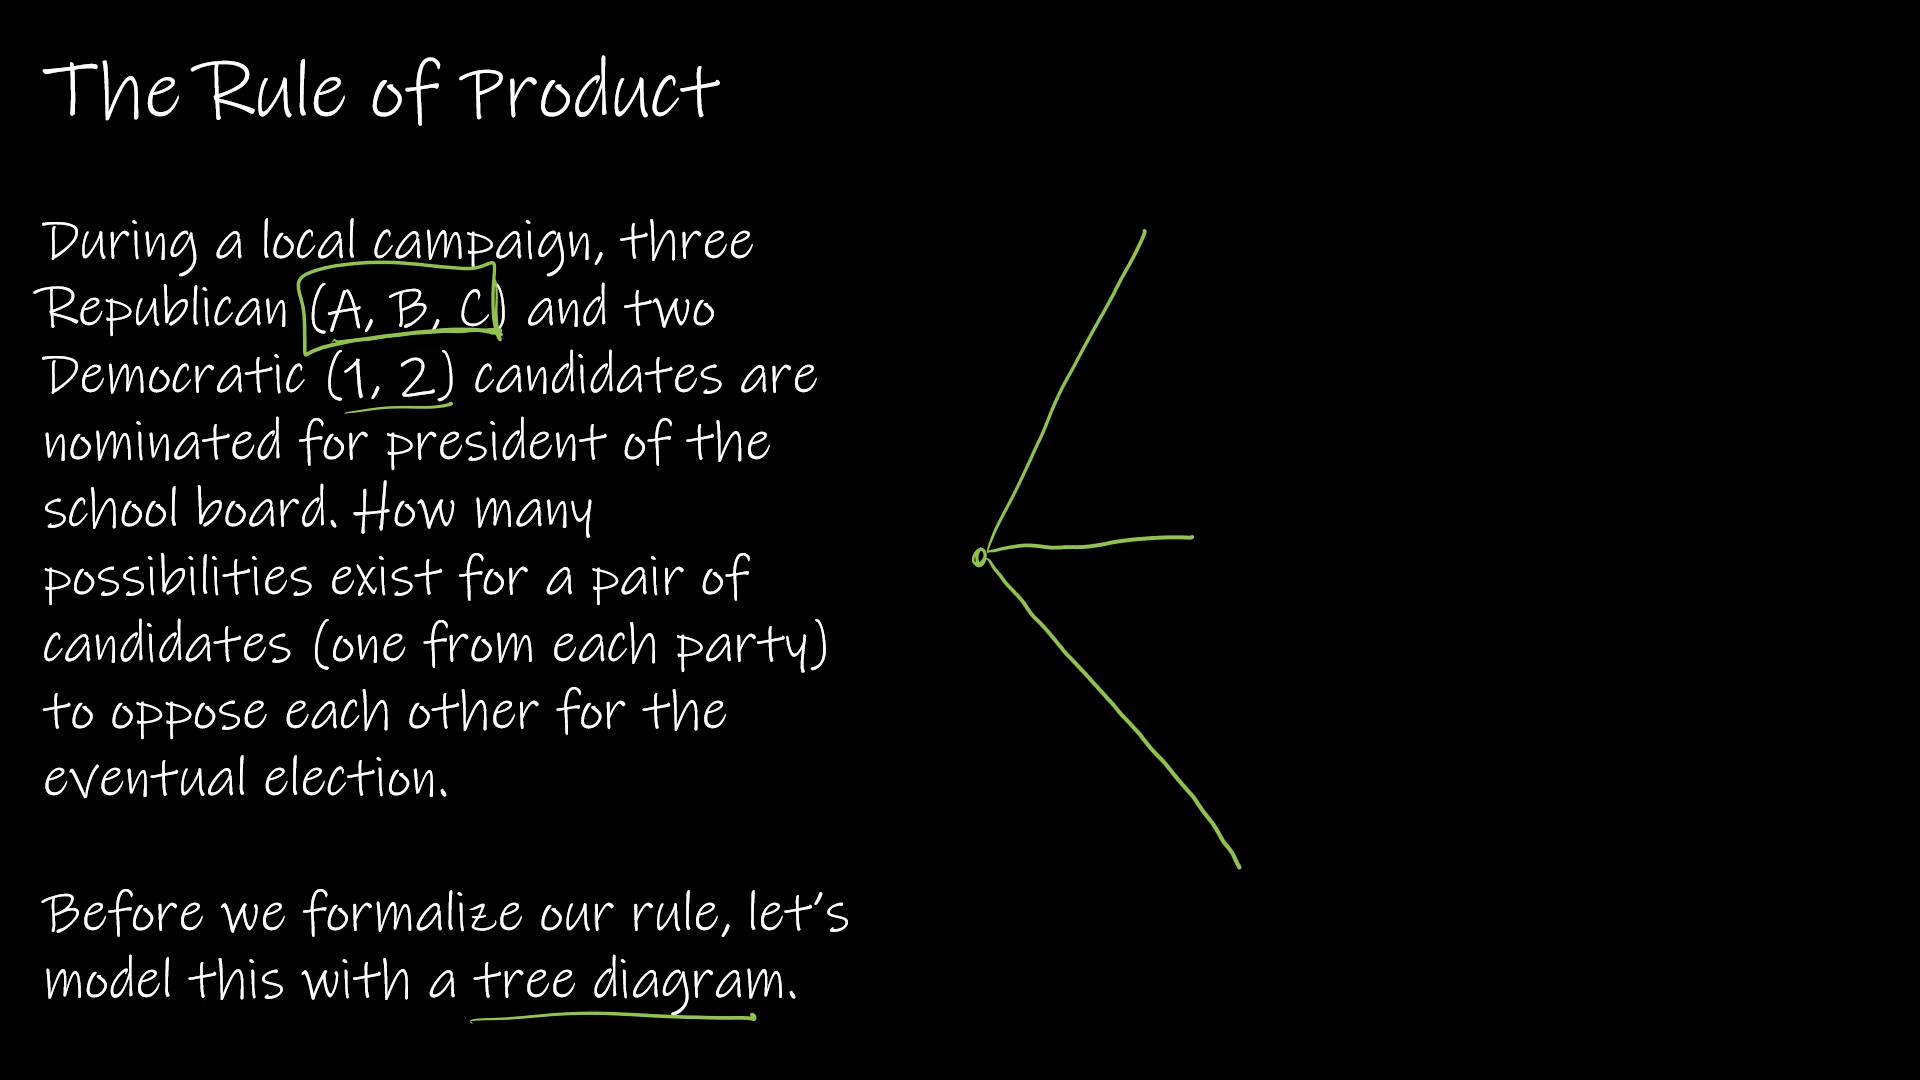 The Rule of Product
During a local campaign, three
Republican (A, B, C) and two
Democratic (1, 2) candidates are
nominated for president of the
school board. How many
possibilities exist for a pair of
candidates (one from each party)
to oppose each other for the
eventual election.
Before we formalize our rule, let's
model this with a tree diagram.